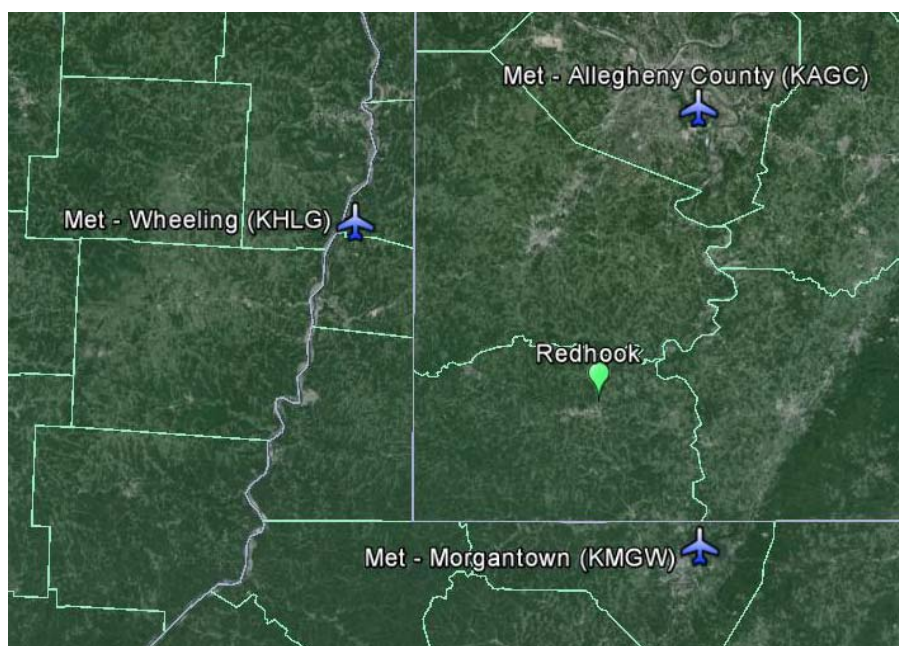 Met - Allegheny County (KAGC)
Met - Wheeling (KHLG)
Redhook
Met - Morgantown (KMGW)